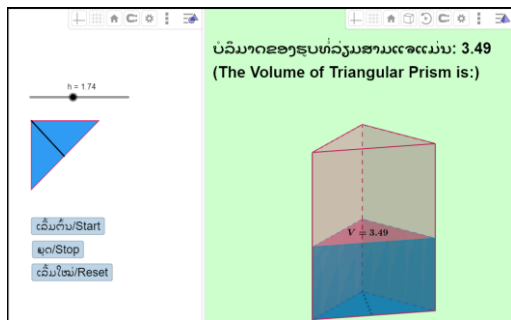 h = 1.74
ເລີ້ມຕົ້ນ/Start
ຢຸດ/Stop
ເລີ້ມໃໝ່/Reset
ບໍລິມາດຂອງຮູບທໍ່ລ່ຽມສາມແຈແມ່ນ: 3.49
(The Volume of Triangular Prism is:)
V = 3.49